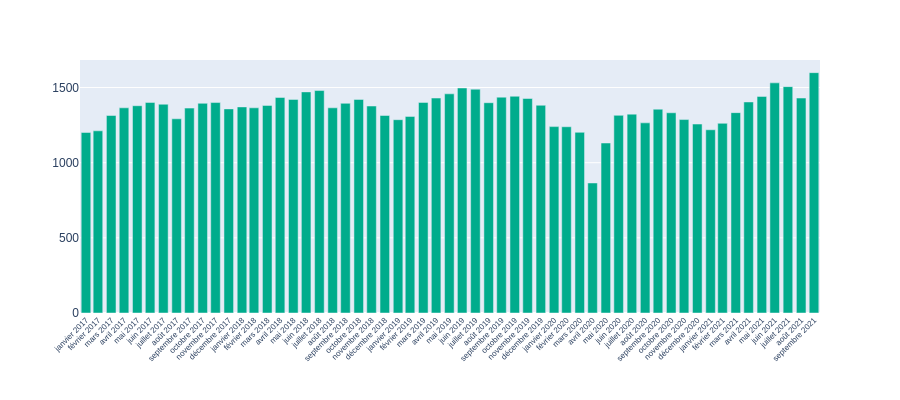 1500
1000
500
0
janvier 2017
février 2017
mars 2017
avril 2017
mai 2017
juin 2017
juillet 2017
août 2017
septembre 2017
octobre 2017
novembre 2017
décembre 2017
janvier 2018
février 2018
mars 2018
avril 2018
mai 2018
juin 2018
juillet 2018
août 2018
septembre 2018
octobre 2018
novembre 2018
décembre 2018
janvier 2019
février 2019
mars 2019
avril 2019
mai 2019
juin 2019
juillet 2019
août 2019
septembre 2019
octobre 2019
novembre 2019
décembre 2019
janvier 2020
février 2020
mars 2020
avril 2020
mai 2020
juin 2020
juillet 2020
août 2020
septembre 2020
octobre 2020
novembre 2020
décembre 2020
janvier 2021
février 2021
mars 2021
avril 2021
mai 2021
juin 2021
juillet 2021
août 2021
septembre 2021